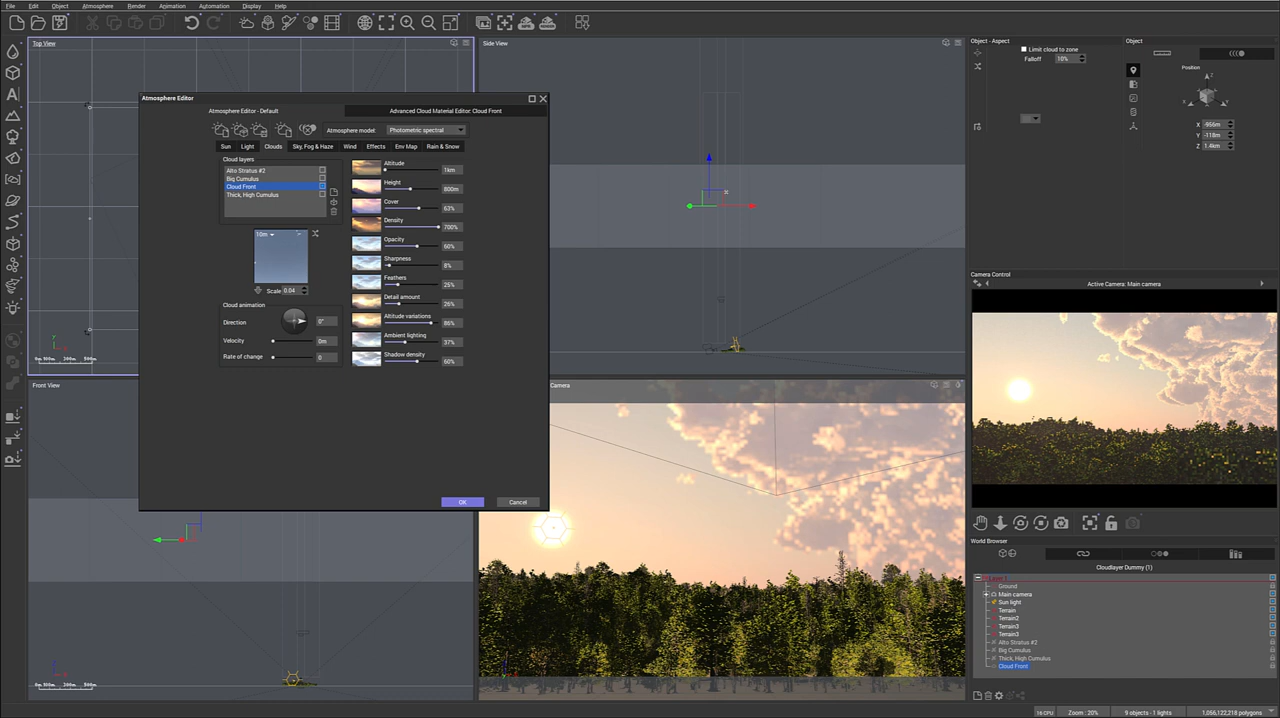 File Edit Object Atmosphere Render Animation Automation Display Help
Top View
Side View
Object - Aspect
Limit cloud to zone
Falloff 10%
Object
Position
X -956m
Y -118m
Z 1.4km
Atmosphere Editor
Atmosphere Editor - Default
Advanced Cloud Material Editor: Cloud Front
Atmosphere model: Photometric spectral
Sun Light Clouds Sky, Fog & Haze Wind Effects Env Map Rain & Snow
Cloud layers
Alto Stratus #2
Big Cumulus
Cloud Front
Thick, High Cumulus
10m
Scale 0.04
Cloud animation
Direction 0°
Velocity 0m
Rate of change 0
Altitude 1km
Height 800m
Cover 63%
Density 700%
Opacity 60%
Sharpness 8%
Feathers 25%
Detail amount 26%
Altitude variations 86%
Ambient lighting 37%
Shadow density 60%
OK Cancel
Front View
Camera
Camera Control
Active Camera: Main camera
World Browser
Cloudlayer Dummy (1)
Layer 1
Ground
Main camera
Sun light
Terrain
Terrain2
Terrain3
Terrain3
Alto Stratus #2
Big Cumulus
Thick, High Cumulus
Cloud Front
16 CPU Zoom : 20% 9 objects - 1 lights 1,056,122,218 polygons